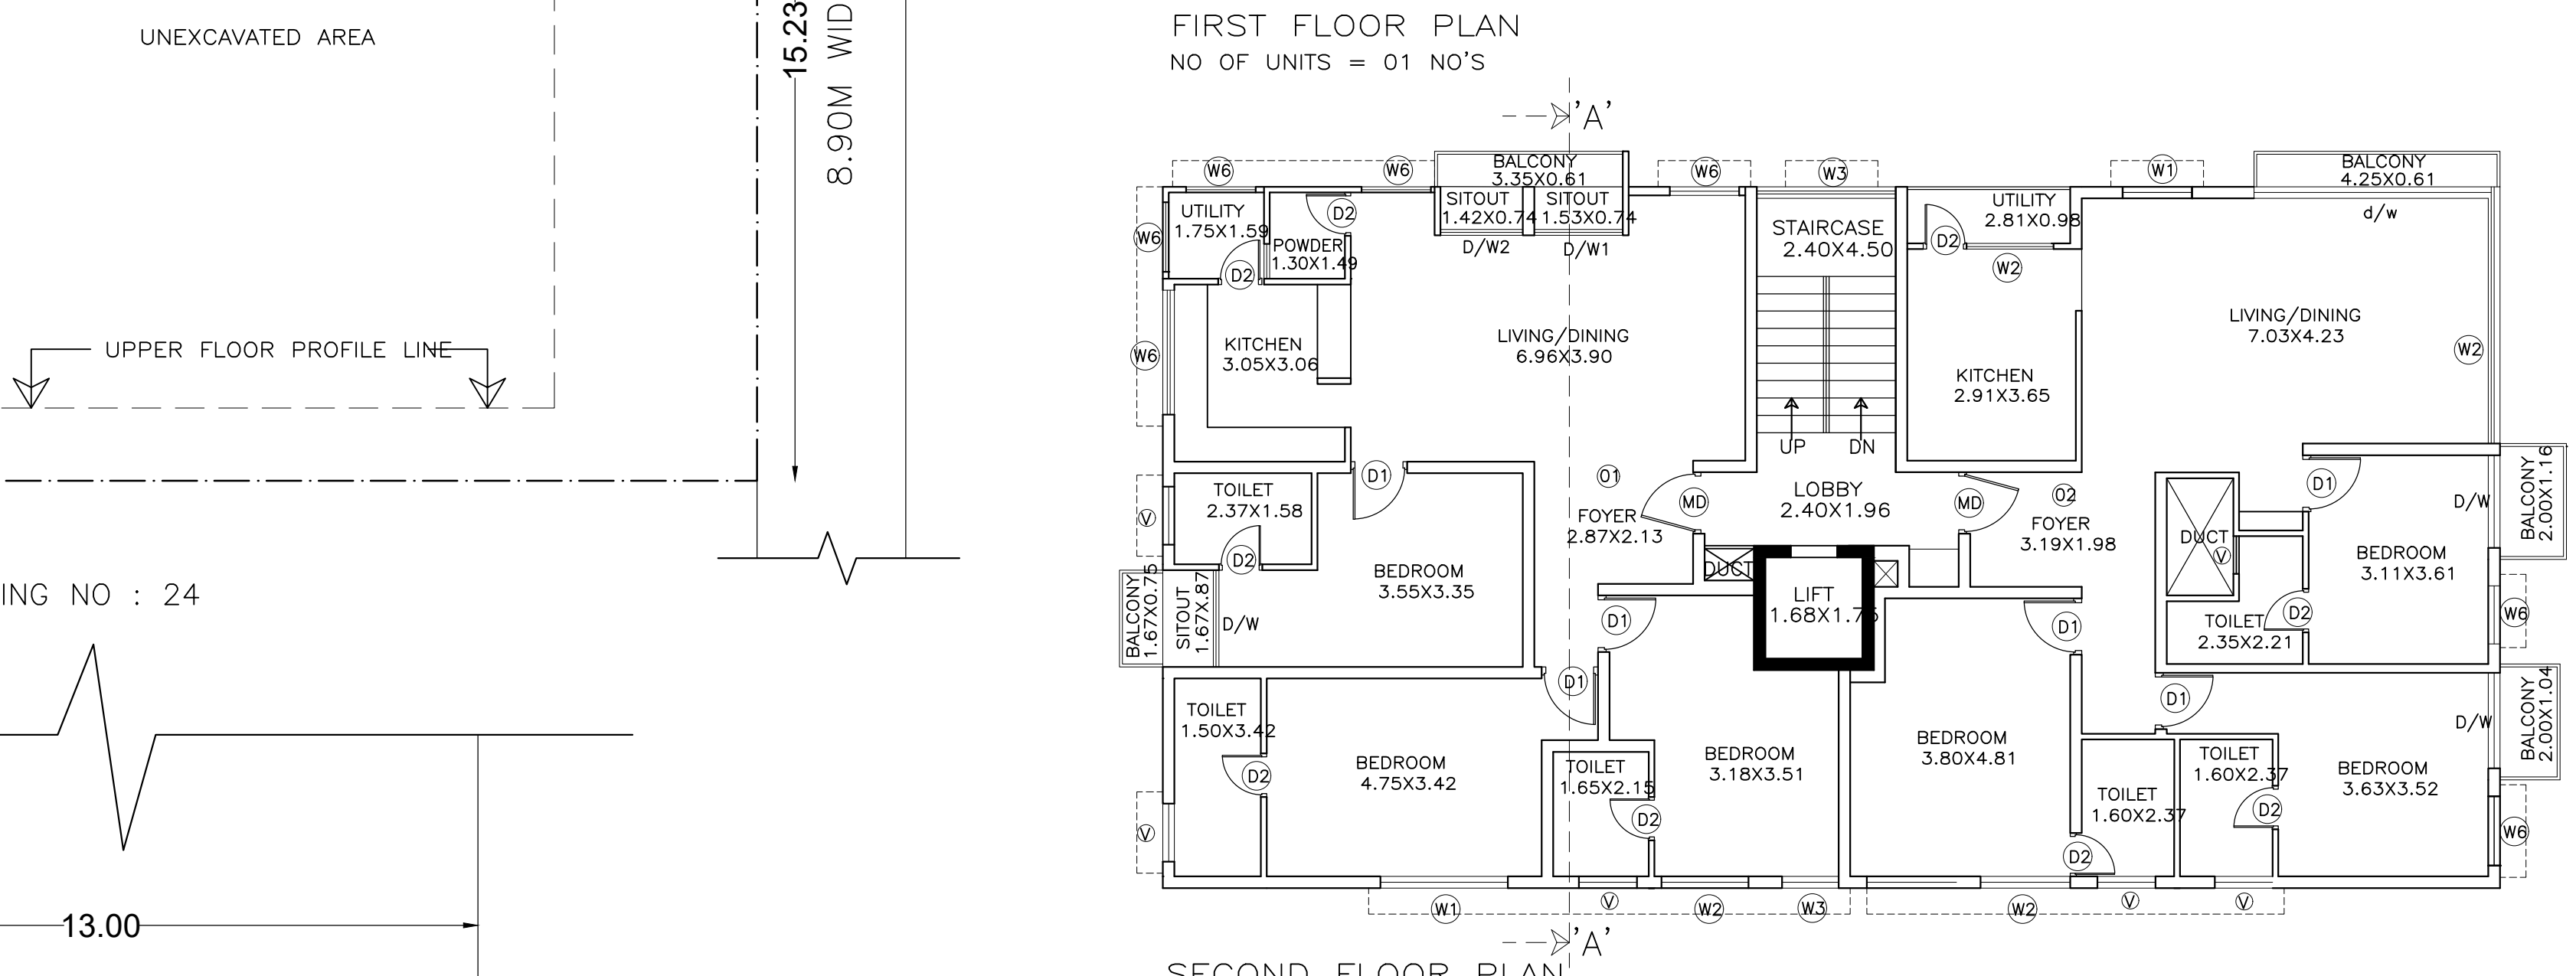 UNEXCAVATED AREA
15.23
8.90M WID
UPPER FLOOR PROFILE LINE
ING NO : 24
13.00
FIRST FLOOR PLAN
NO OF UNITS = 01 NO'S
'A'
W6
W6
BALCONY
3.35X0.61
W6
W3
W1
BALCONY
4.25X0.61
UTILITY
1.75X1.59
D2
SITOUT
1.42X0.74
SITOUT
1.53X0.74
UTILITY
2.81X0.98
d/w
W6
POWDER
1.30X1.49
D2
D/W2
D/W1
STAIRCASE
2.40X4.50
D2
W2
W6
KITCHEN
3.05X3.06
LIVING/DINING
6.96X3.90
KITCHEN
2.91X3.65
LIVING/DINING
7.03X4.23
W2
UP
DN
D1
01
MD
LOBBY
2.40X1.96
MD
02
D1
D/W
BALCONY
2.00X1.16
TOILET
2.37X1.58
V
D2
FOYER
2.87X2.13
FOYER
3.19X1.98
DUCT
V
BEDROOM
3.11X3.61
BEDROOM
3.55X3.35
DUCT
LIFT
1.68X1.75
BALCONY
1.67X0.75
SITOUT
1.67X.87
D/W
D1
D1
TOILET
2.35X2.21
D2
W6
D1
D1
TOILET
1.50X3.42
D2
BEDROOM
4.75X3.42
TOILET
1.65X2.15
D2
BEDROOM
3.18X3.51
BEDROOM
3.80X4.81
TOILET
1.60X2.37
D2
TOILET
1.60X2.37
D2
BEDROOM
3.63X3.52
D/W
BALCONY
2.00X1.04
V
W6
W1
V
W2
W3
W2
V
V
'A'
SECOND FLOOR PLAN